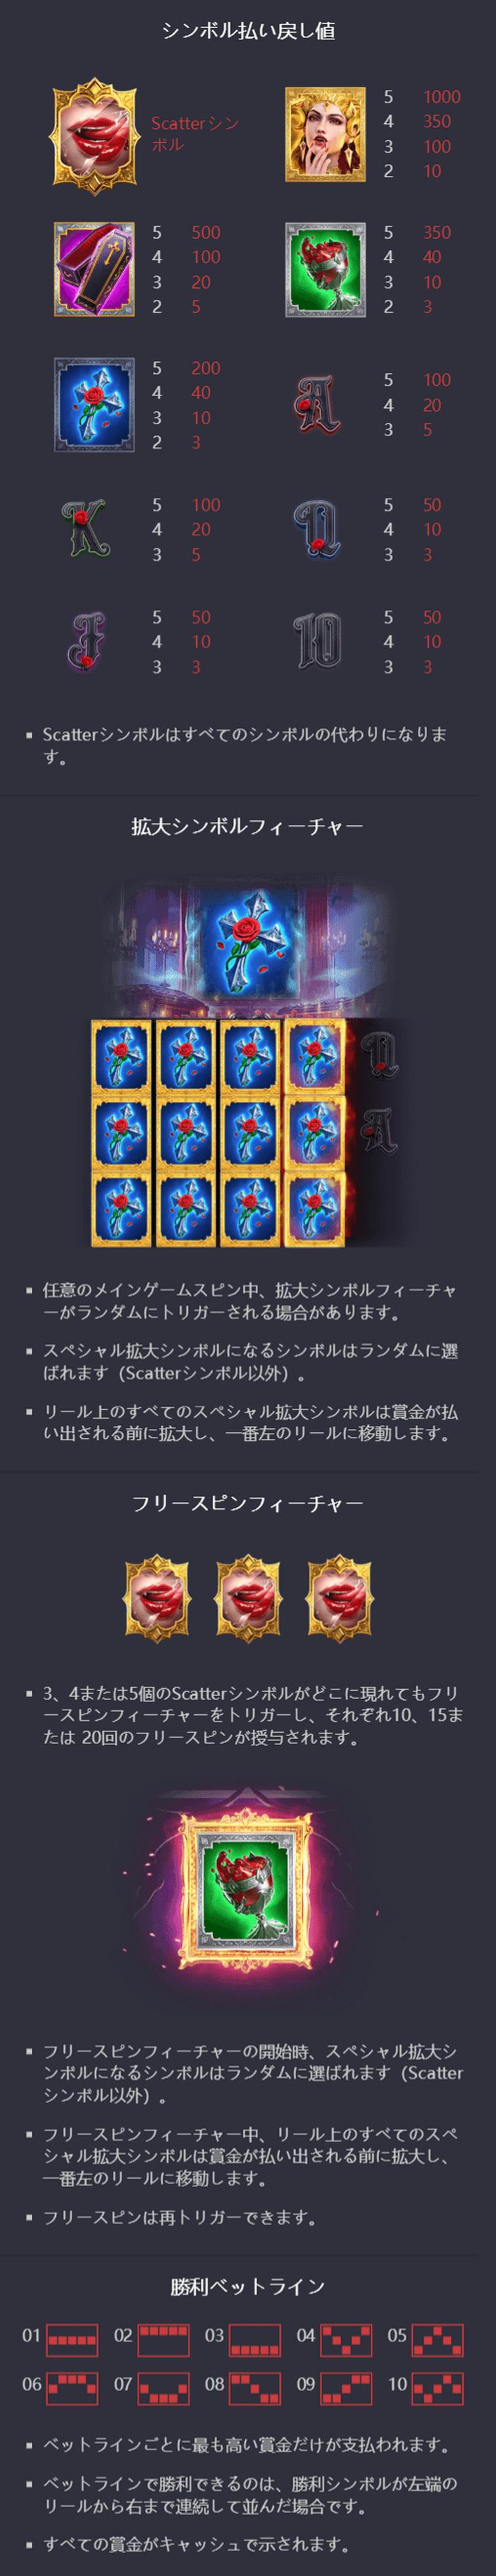 シンボル払い戻し値
Scatterシン
ボル
5 1000
4 350
3 100
2 10
5 500
4 100
3 20
2 5
5 350
4 40
3 10
2 3
5 200
4 40
3 10
2 3
A
5 100
4 20
3 5
K
5 100
4 20
3 5
Q
5 50
4 10
3 3
J
5 50
4 10
3 3
10
5 50
4 10
3 3
▪ Scatterシンボルはすべてのシンボルの代わりになりま
す。
拡大シンボルフィーチャー
Q
A
▪ 任意のメインゲームスピン中、拡大シンボルフィーチャ
ーがランダムにトリガーされる場合があります。
▪ スペシャル拡大シンボルになるシンボルはランダムに選
ばれます（Scatterシンボル以外）。
▪ リール上のすべてのスペシャル拡大シンボルは賞金が払
い出される前に拡大し、一番左のリールに移動します。
フリースピンフィーチャー
▪ 3、4または5個のScatterシンボルがどこに現れてもフリ
ースピンフィーチャーをトリガーし、それぞれ10、15ま
たは 20回のフリースピンが授与されます。
▪ フリースピンフィーチャーの開始時、スペシャル拡大シ
ンボルになるシンボルはランダムに選ばれます（Scatter
シンボル以外）。
▪ フリースピンフィーチャー中、リール上のすべてのスペ
シャル拡大シンボルは賞金が払い出される前に拡大し、
一番左のリールに移動します。
▪ フリースピンは再トリガーできます。
勝利ベットライン
01 02 03 04 05
06 07 08 09 10
▪ ベットラインごとに最も高い賞金だけが支払われます。
▪ ベットラインで勝利できるのは、勝利シンボルが左端の
リールから右まで連続して並んだ場合です。
▪ すべての賞金がキャッシュで示されます。